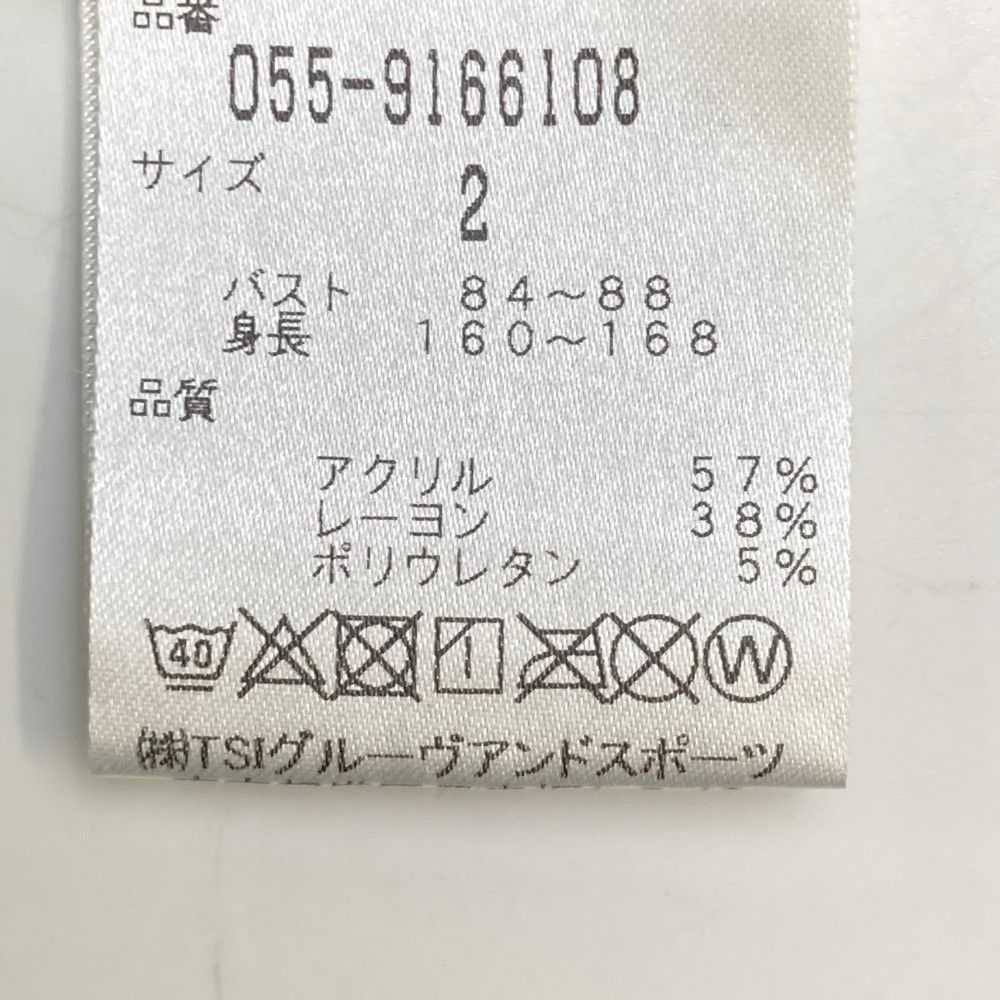 品番
055-9166108
サイズ
2
バスト 84～88
身長 160～168
品質
アクリル 57%
レーヨン 38%
ポリウレタン 5%
40 W
㈱TSIグルーヴアンドスポーツ